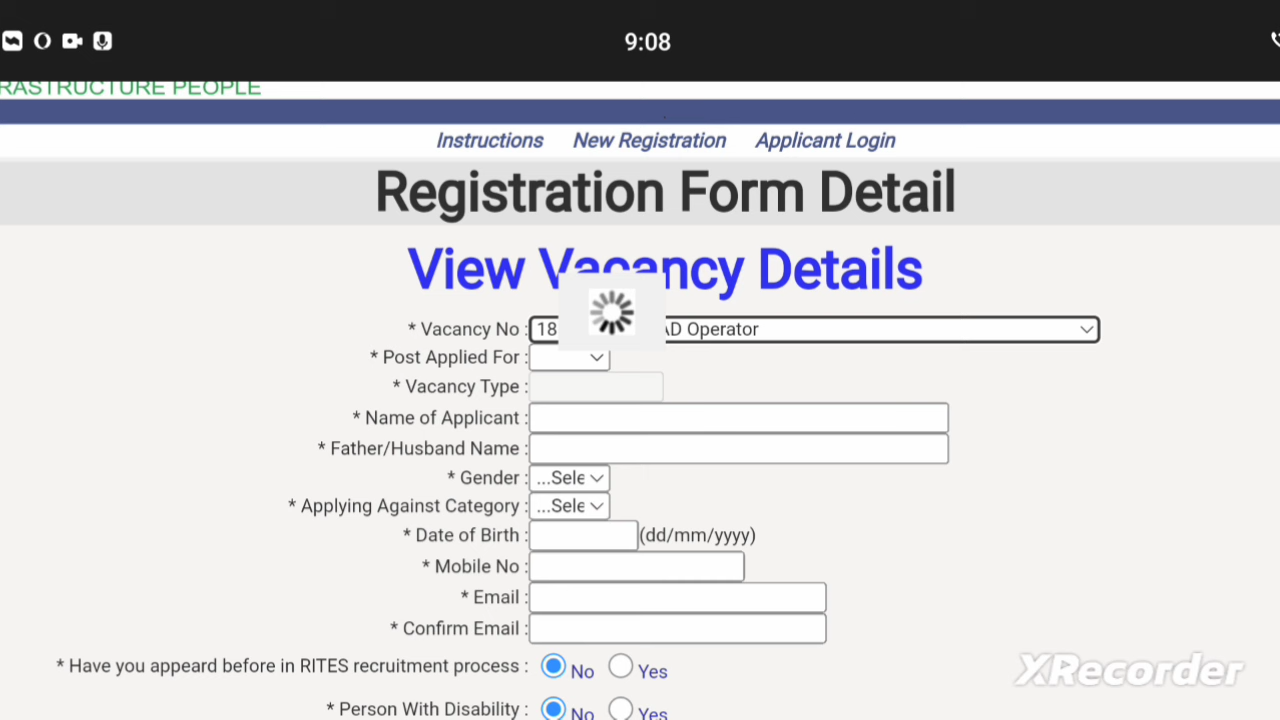 9:08
RASTRUCTURE PEOPLE
Instructions New Registration Applicant Login
Registration Form Detail
View Vacancy Details
* Vacancy No : 18 AD Operator
* Post Applied For :
* Vacancy Type :
* Name of Applicant :
* Father/Husband Name :
* Gender : ...Sele
* Applying Against Category : ...Sele
* Date of Birth : (dd/mm/yyyy)
* Mobile No :
* Email :
* Confirm Email :
* Have you appeard before in RITES recruitment process : No Yes
* Person With Disability : No Yes
XRecorder